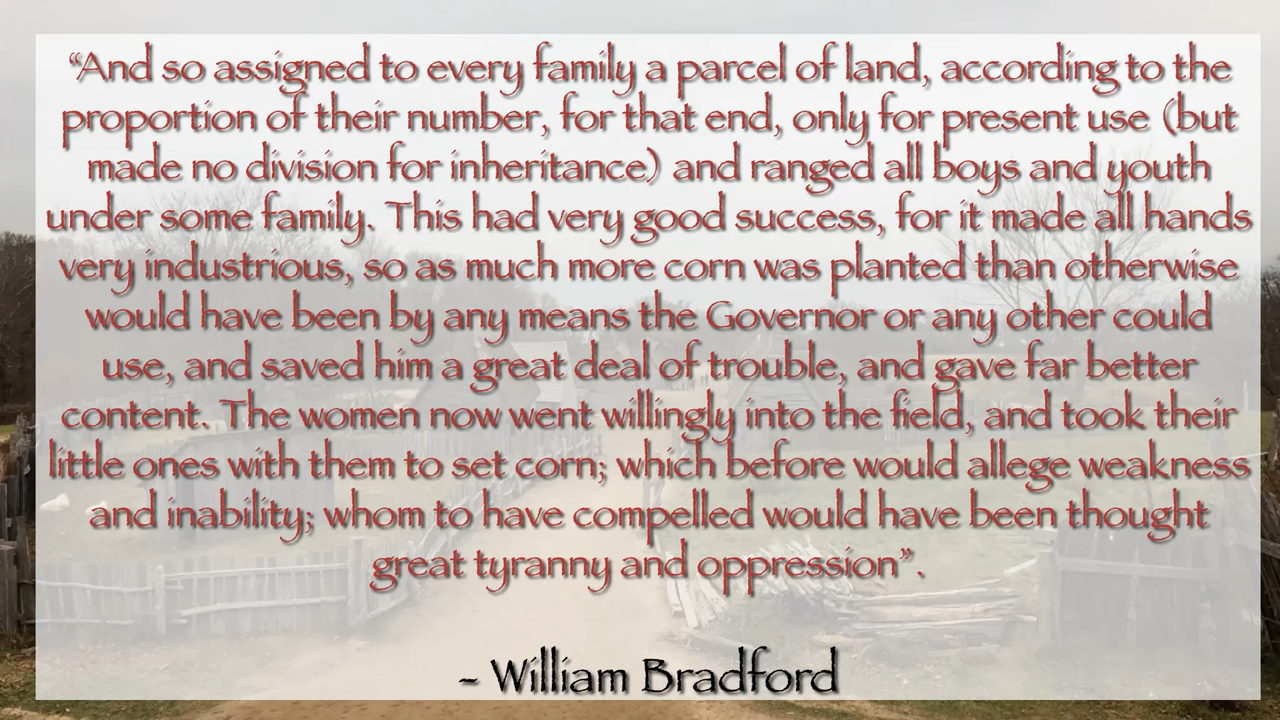 “And so assigned to every family a parcel of land, according to the
proportion of their number, for that end, only for present use (but
made no division for inheritance) and ranged all boys and youth
under some family. This had very good success, for it made all hands
very industrious, so as much more corn was planted than otherwise
would have been by any means the Governor or any other could
use, and saved him a great deal of trouble, and gave far better
content. The women now went willingly into the field, and took their
little ones with them to set corn; which before would allege weakness
and inability; whom to have compelled would have been thought
great tyranny and oppression”.
~ William Bradford